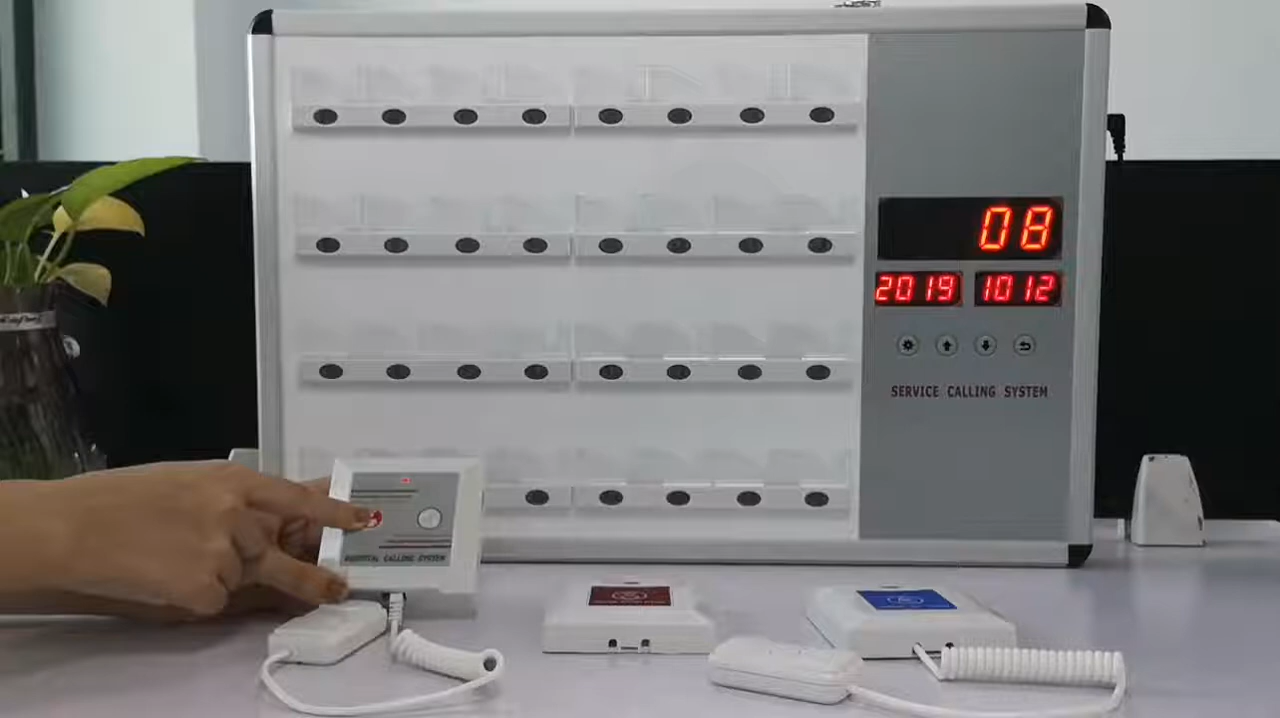 08
2019 1012
SERVICE CALLING SYSTEM
HOSPITAL CALLING SYSTEM